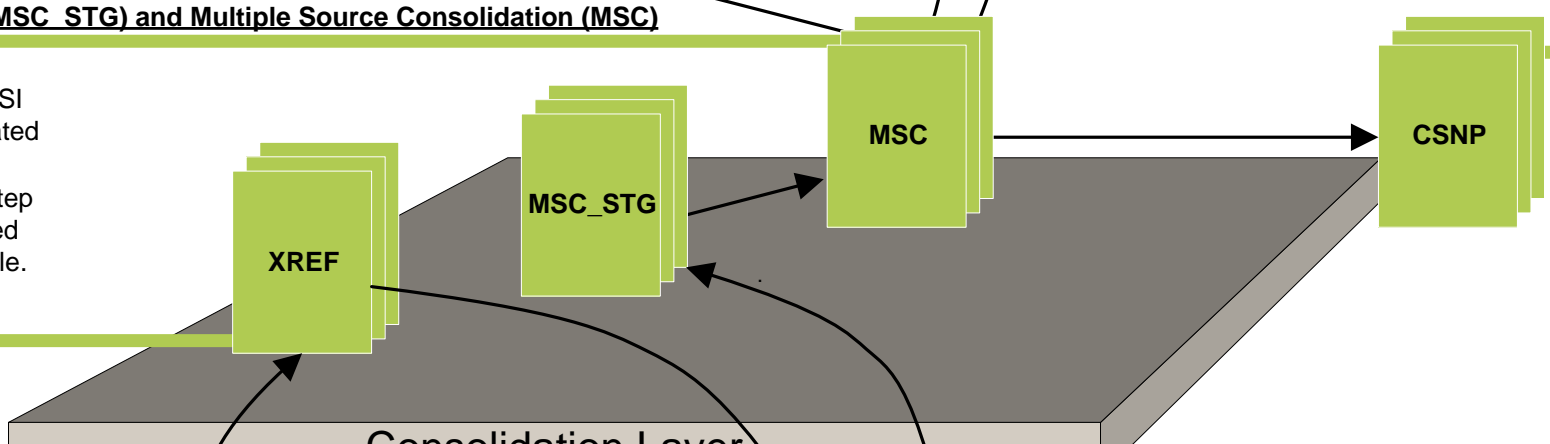 MSC_STG) and Multiple Source Consolidation (MSC)
SI
ated
tep
ed
le.
XREF
MSC_STG
MSC
CSNP
Consolidation Layer